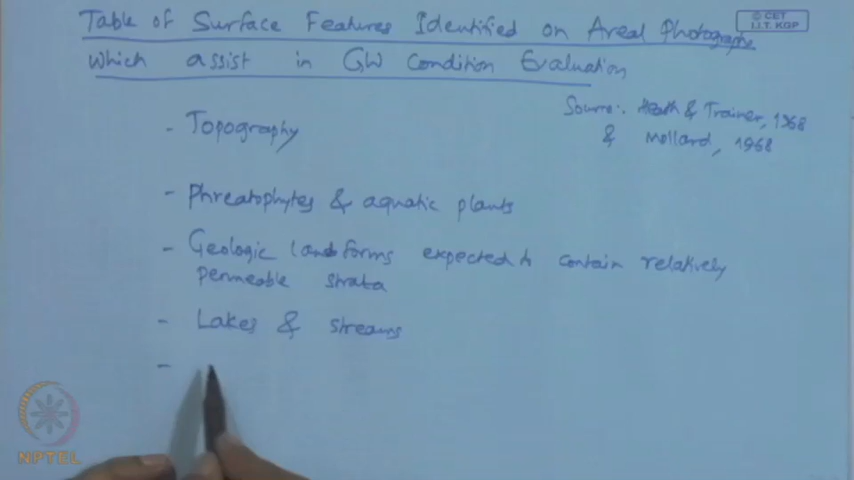 Table of Surface Features Identified on Areal Photographs
© CET
I.I.T. KGP
Which assist in GW Condition Evaluation
Source:- Heath & Trainer, 1968
& Mollard, 1968
- Topography
- Phreatophytes & aquatic plants
- Geologic landforms expected to contain relatively
permeable strata
- Lakes & streams
-
NPTEL